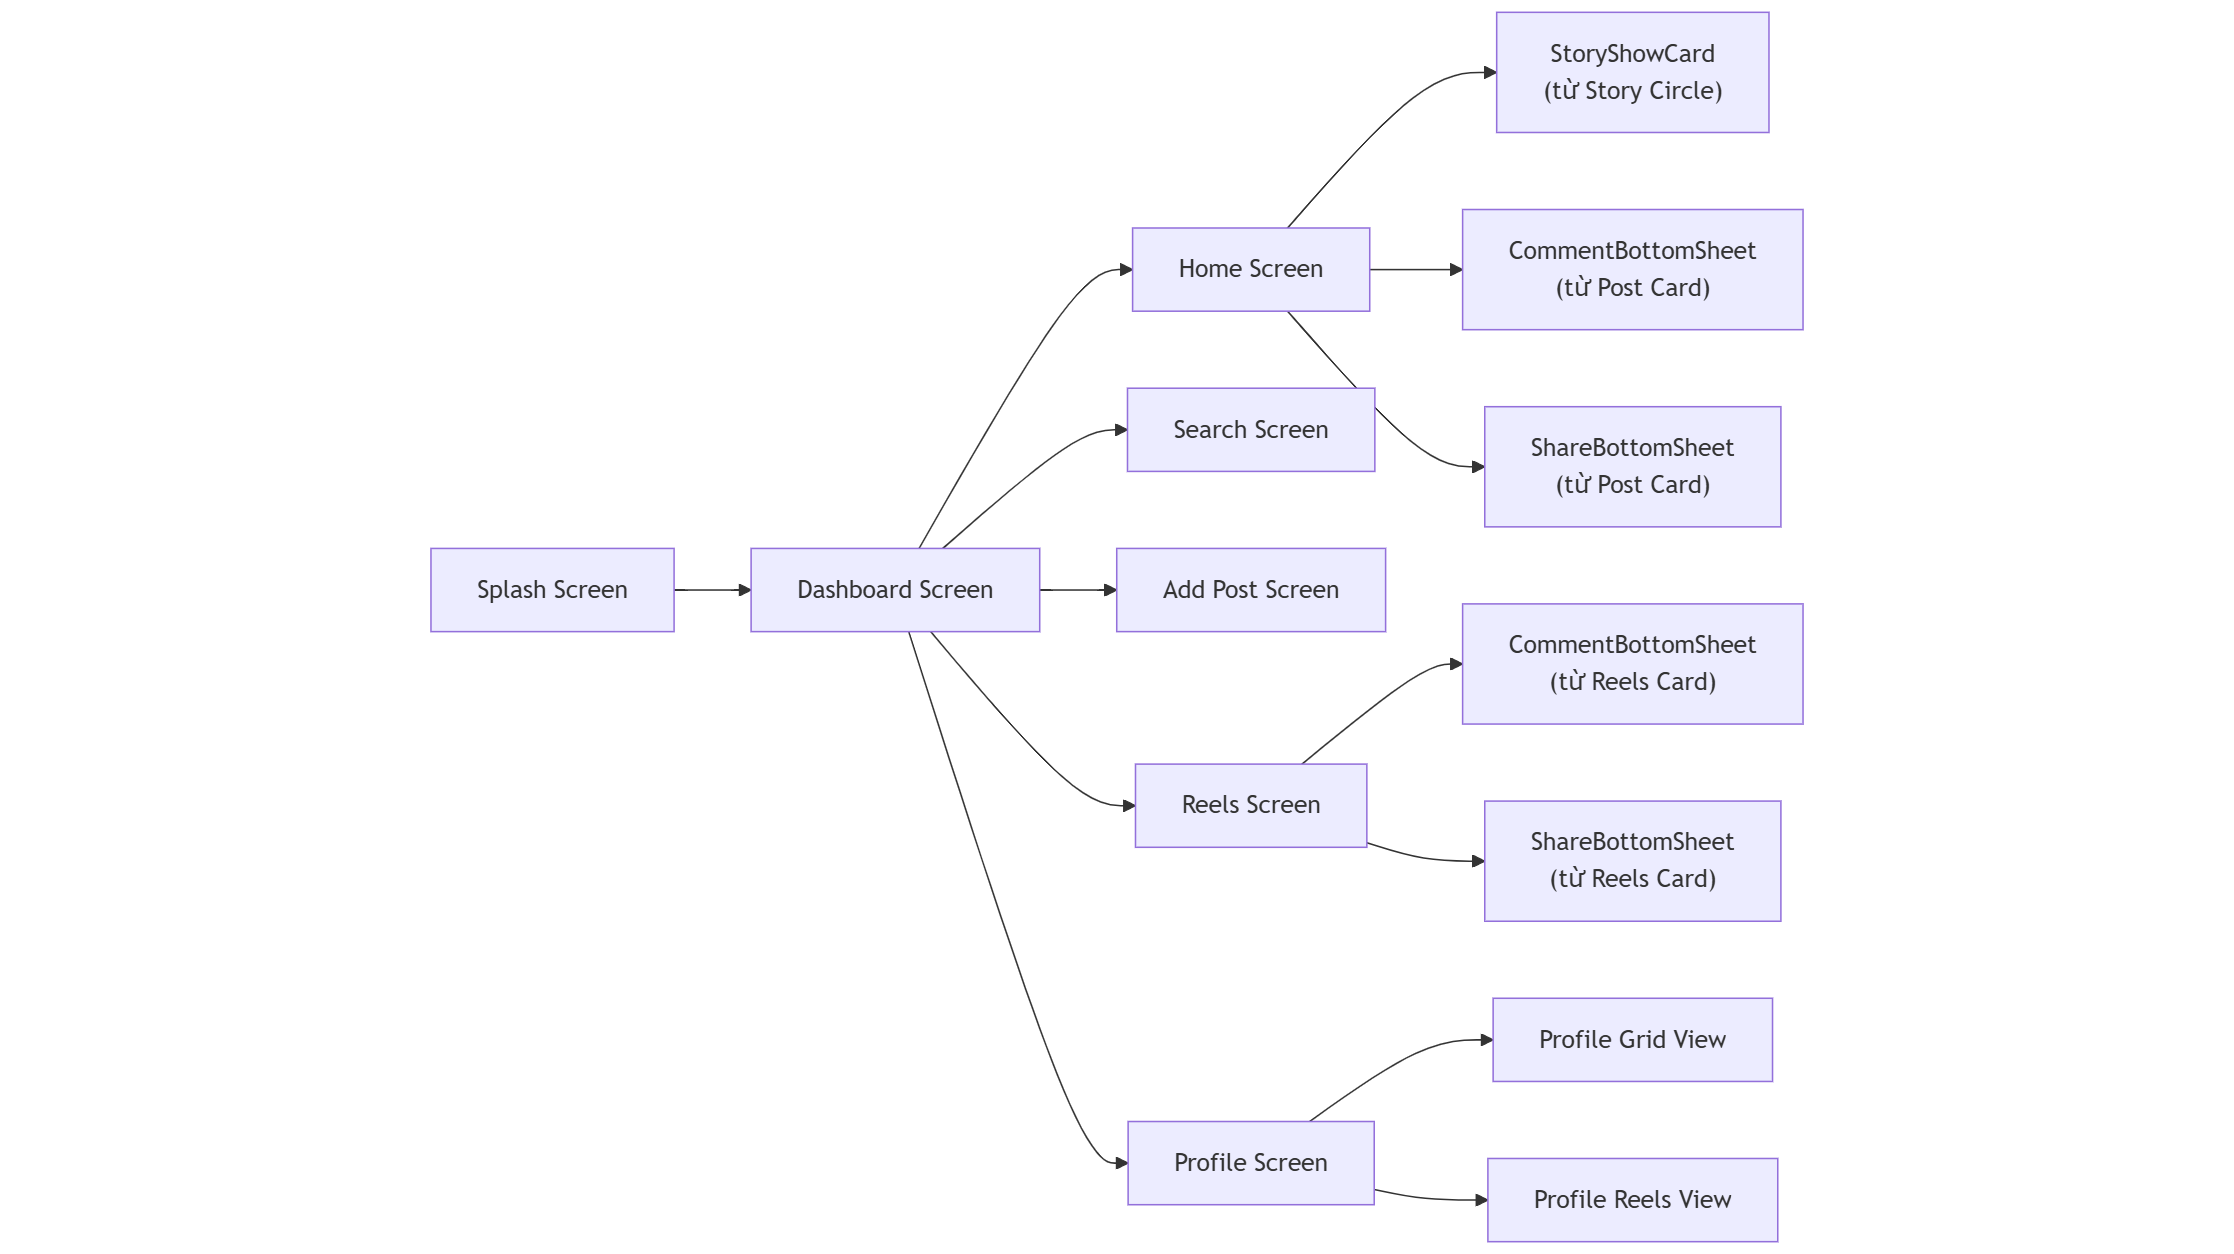 Splash Screen
Dashboard Screen
Home Screen
Search Screen
Add Post Screen
Reels Screen
Profile Screen
StoryShowCard
(từ Story Circle)
CommentBottomSheet
(từ Post Card)
ShareBottomSheet
(từ Post Card)
CommentBottomSheet
(từ Reels Card)
ShareBottomSheet
(từ Reels Card)
Profile Grid View
Profile Reels View